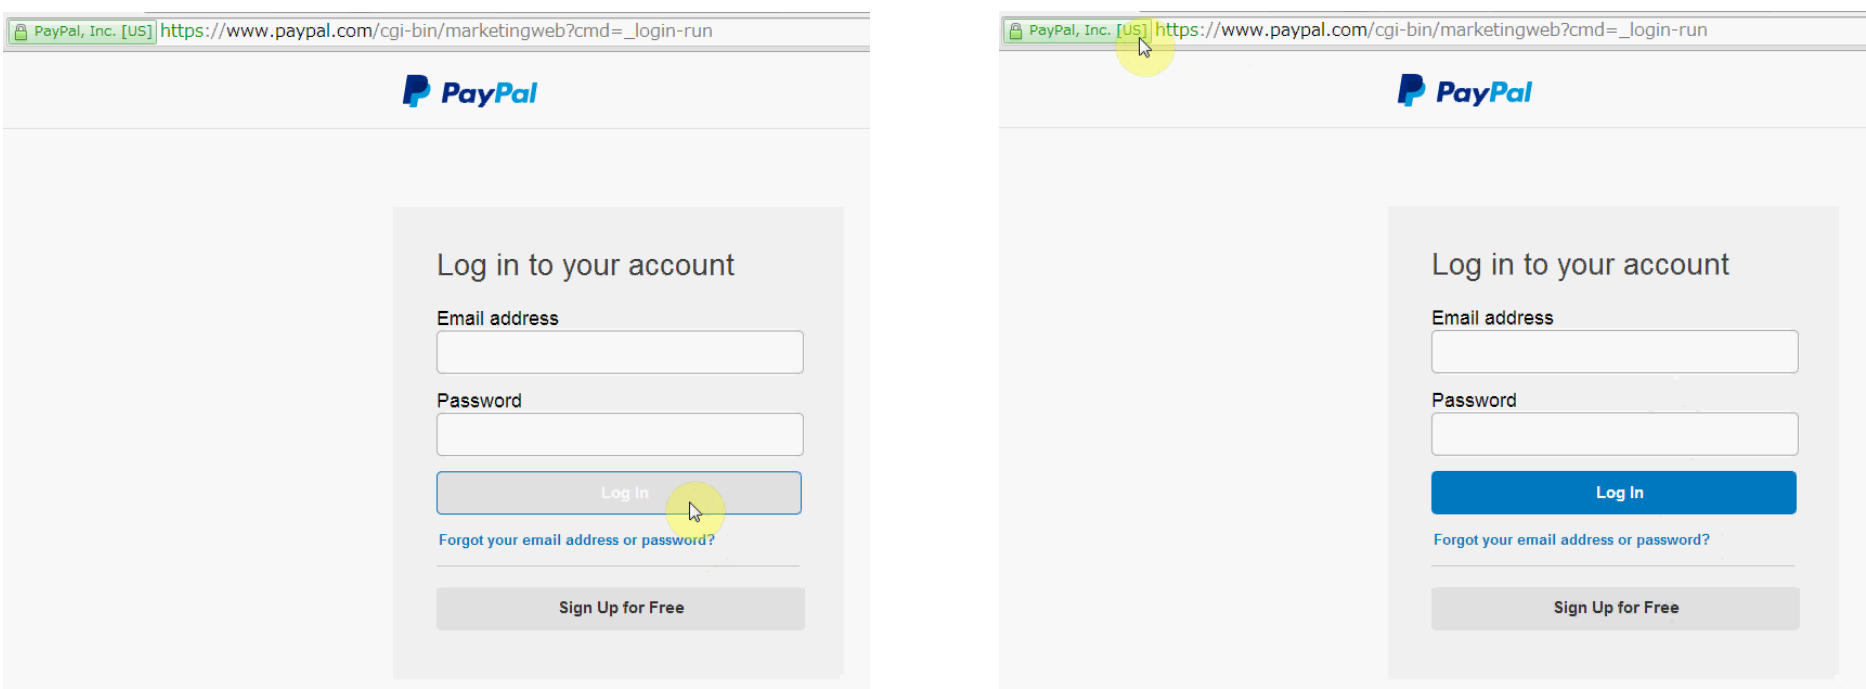 PayPal, Inc. [US] https://www.paypal.com/cgi-bin/marketingweb?cmd=_login-run
PayPal
Log in to your account
Email address
Password
Log In
Forgot your email address or password?
Sign Up for Free
PayPal, Inc. [US] https://www.paypal.com/cgi-bin/marketingweb?cmd=_login-run
PayPal
Log in to your account
Email address
Password
Log In
Forgot your email address or password?
Sign Up for Free